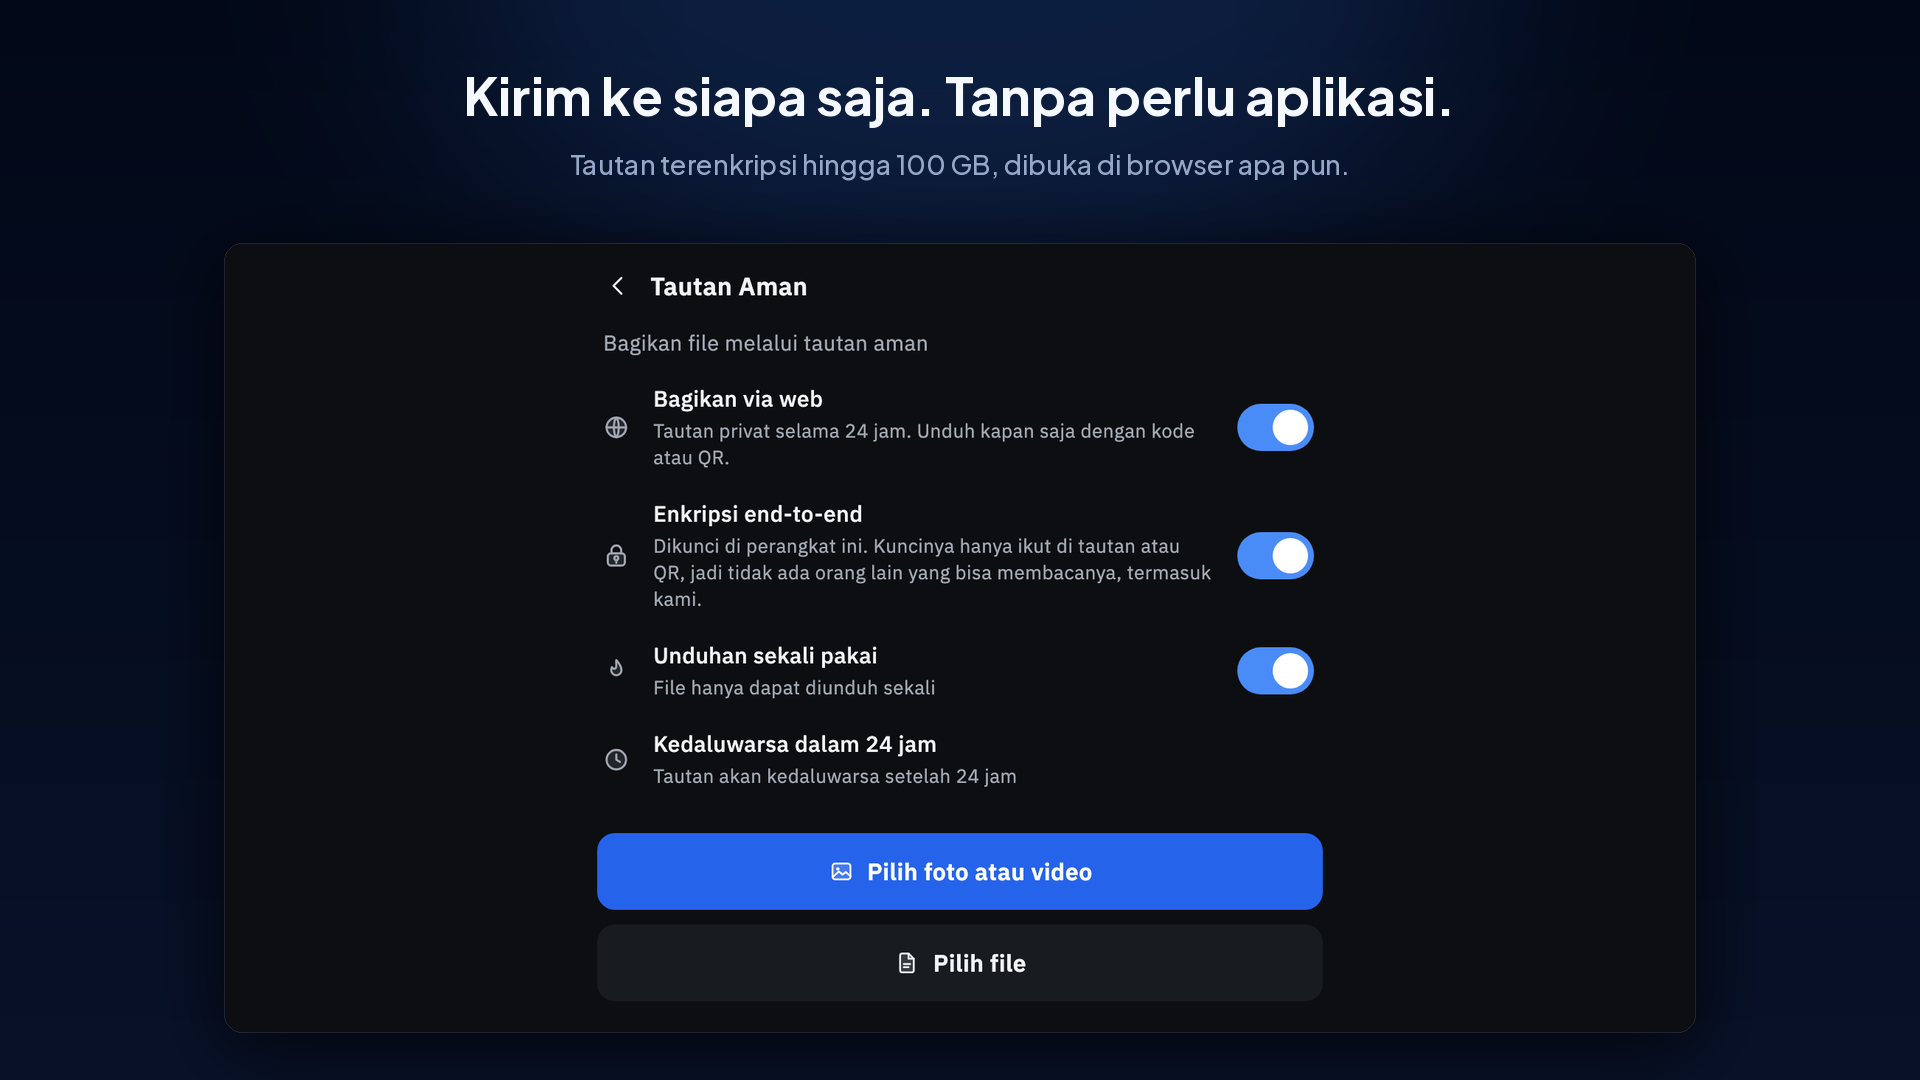 Kirim ke siapa saja. Tanpa perlu aplikasi.
Tautan terenkripsi hingga 100 GB, dibuka di browser apa pun.
Tautan Aman
Bagikan file melalui tautan aman
Bagikan via web
Tautan privat selama 24 jam. Unduh kapan saja dengan kode
atau QR.
Enkripsi end-to-end
Dikunci di perangkat ini. Kuncinya hanya ikut di tautan atau
QR, jadi tidak ada orang lain yang bisa membacanya, termasuk
kami.
Unduhan sekali pakai
File hanya dapat diunduh sekali
Kedaluwarsa dalam 24 jam
Tautan akan kedaluwarsa setelah 24 jam
Pilih foto atau video
Pilih file